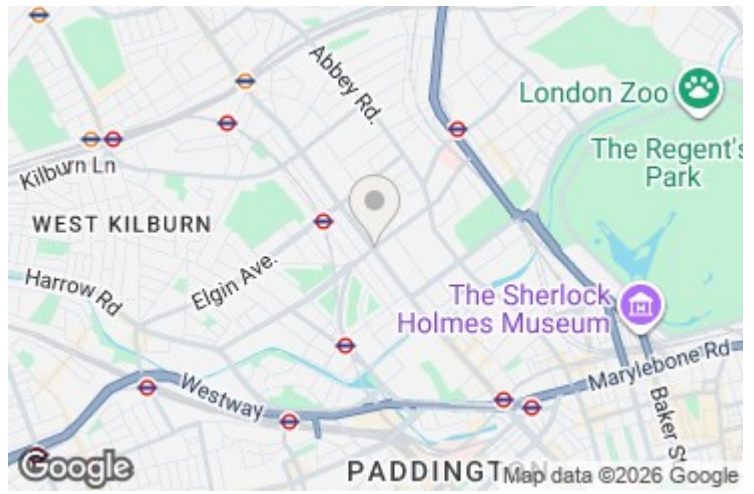 Abbey Rd.
London Zoo
The Regent's
Park
Kilburn Ln
WEST KILBURN
Elgin Ave.
Harrow Rd
The Sherlock
Holmes Museum
Marylebone Rd
Westway
Baker St
Google
PADDINGTON
Map data ©2026 Google